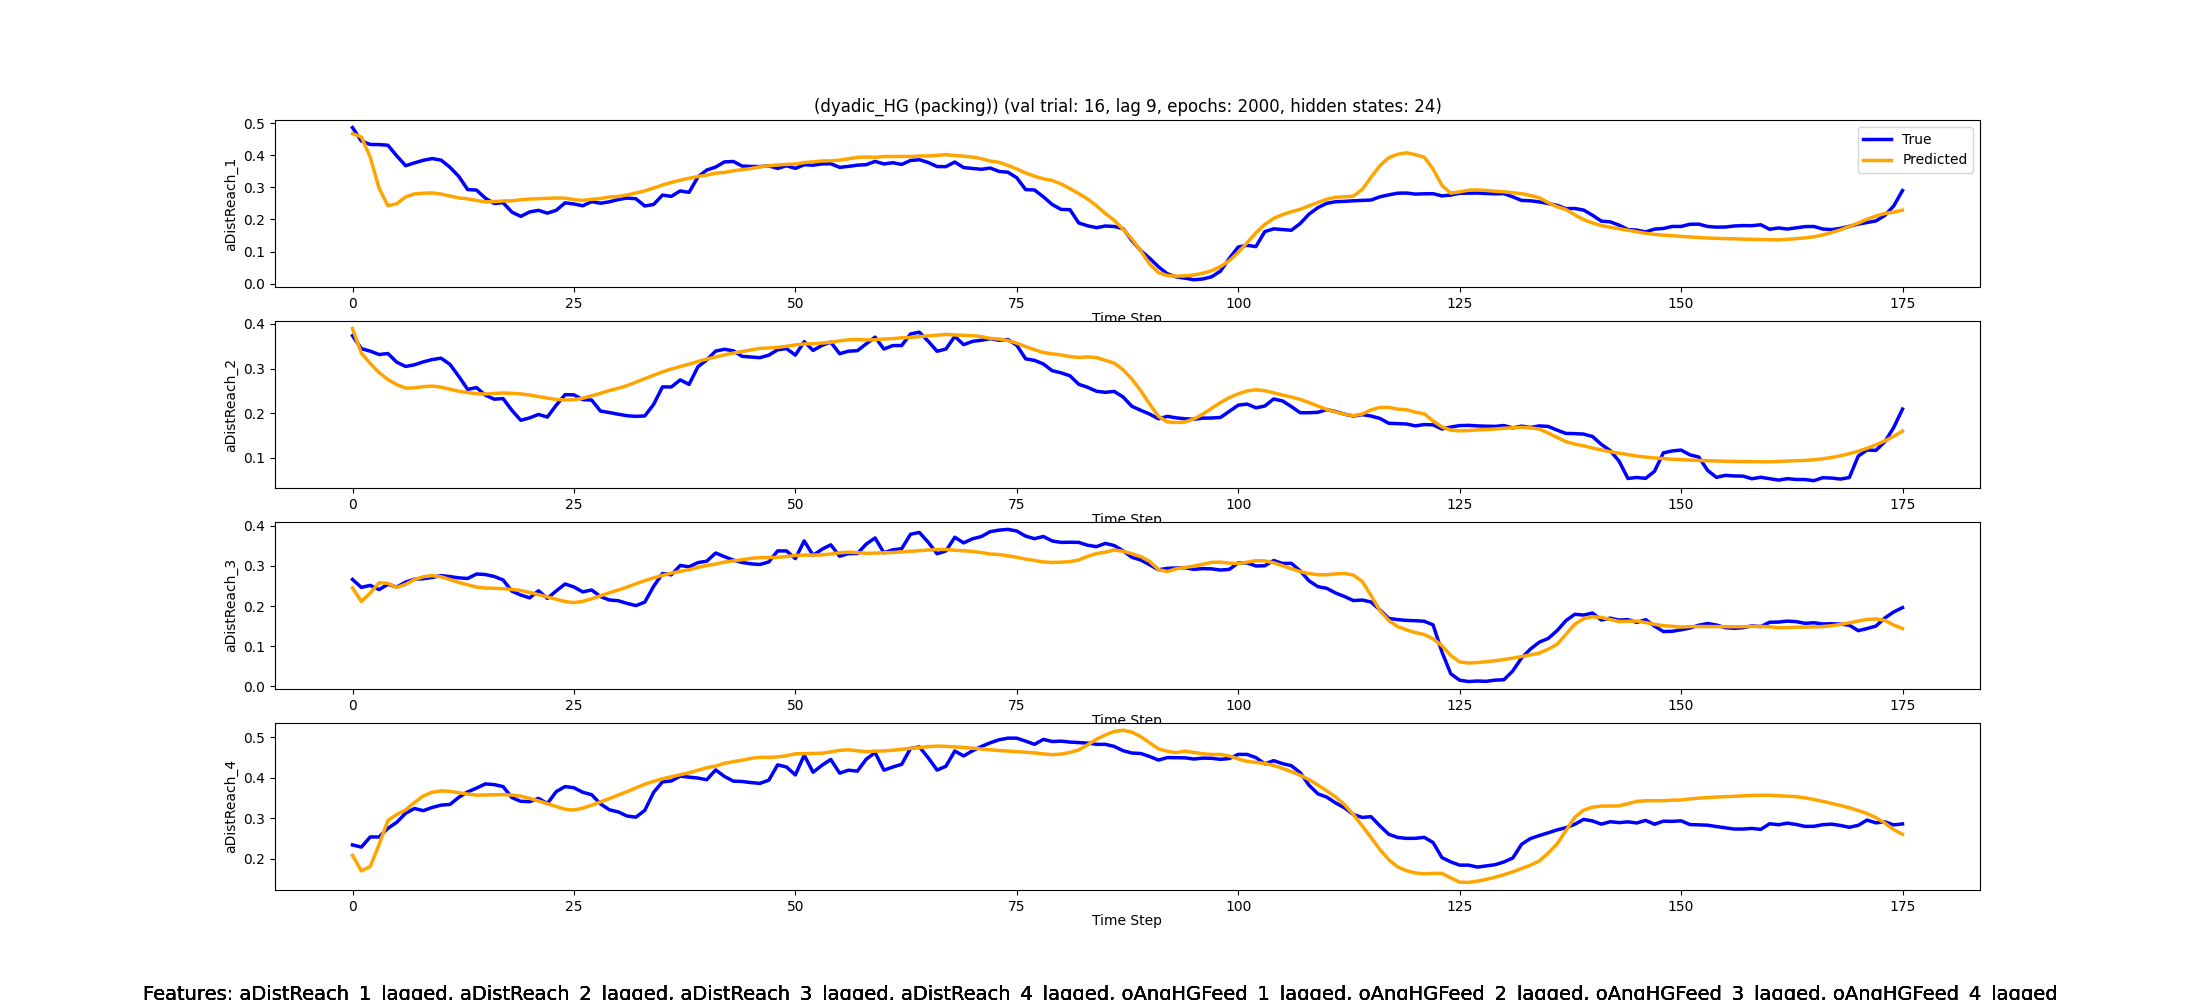 (dyadic_HG (packing)) (val trial: 16, lag 9, epochs: 2000, hidden states: 24)
True
Predicted
aDistReach_1
0.5
0.4
0.3
0.2
0.1
0.0
0 25 50 75 100 125 150 175
Time Step
aDistReach_2
0.4
0.3
0.2
0.1
0 25 50 75 100 125 150 175
Time Step
aDistReach_3
0.4
0.3
0.2
0.1
0.0
0 25 50 75 100 125 150 175
Time Step
aDistReach_4
0.5
0.4
0.3
0.2
0 25 50 75 100 125 150 175
Time Step
Features: aDistReach_1_lagged, aDistReach_2_lagged, aDistReach_3_lagged, aDistReach_4_lagged, oAngHGFeed_1_lagged, oAngHGFeed_2_lagged, oAngHGFeed_3_lagged, oAngHGFeed_4_lagged